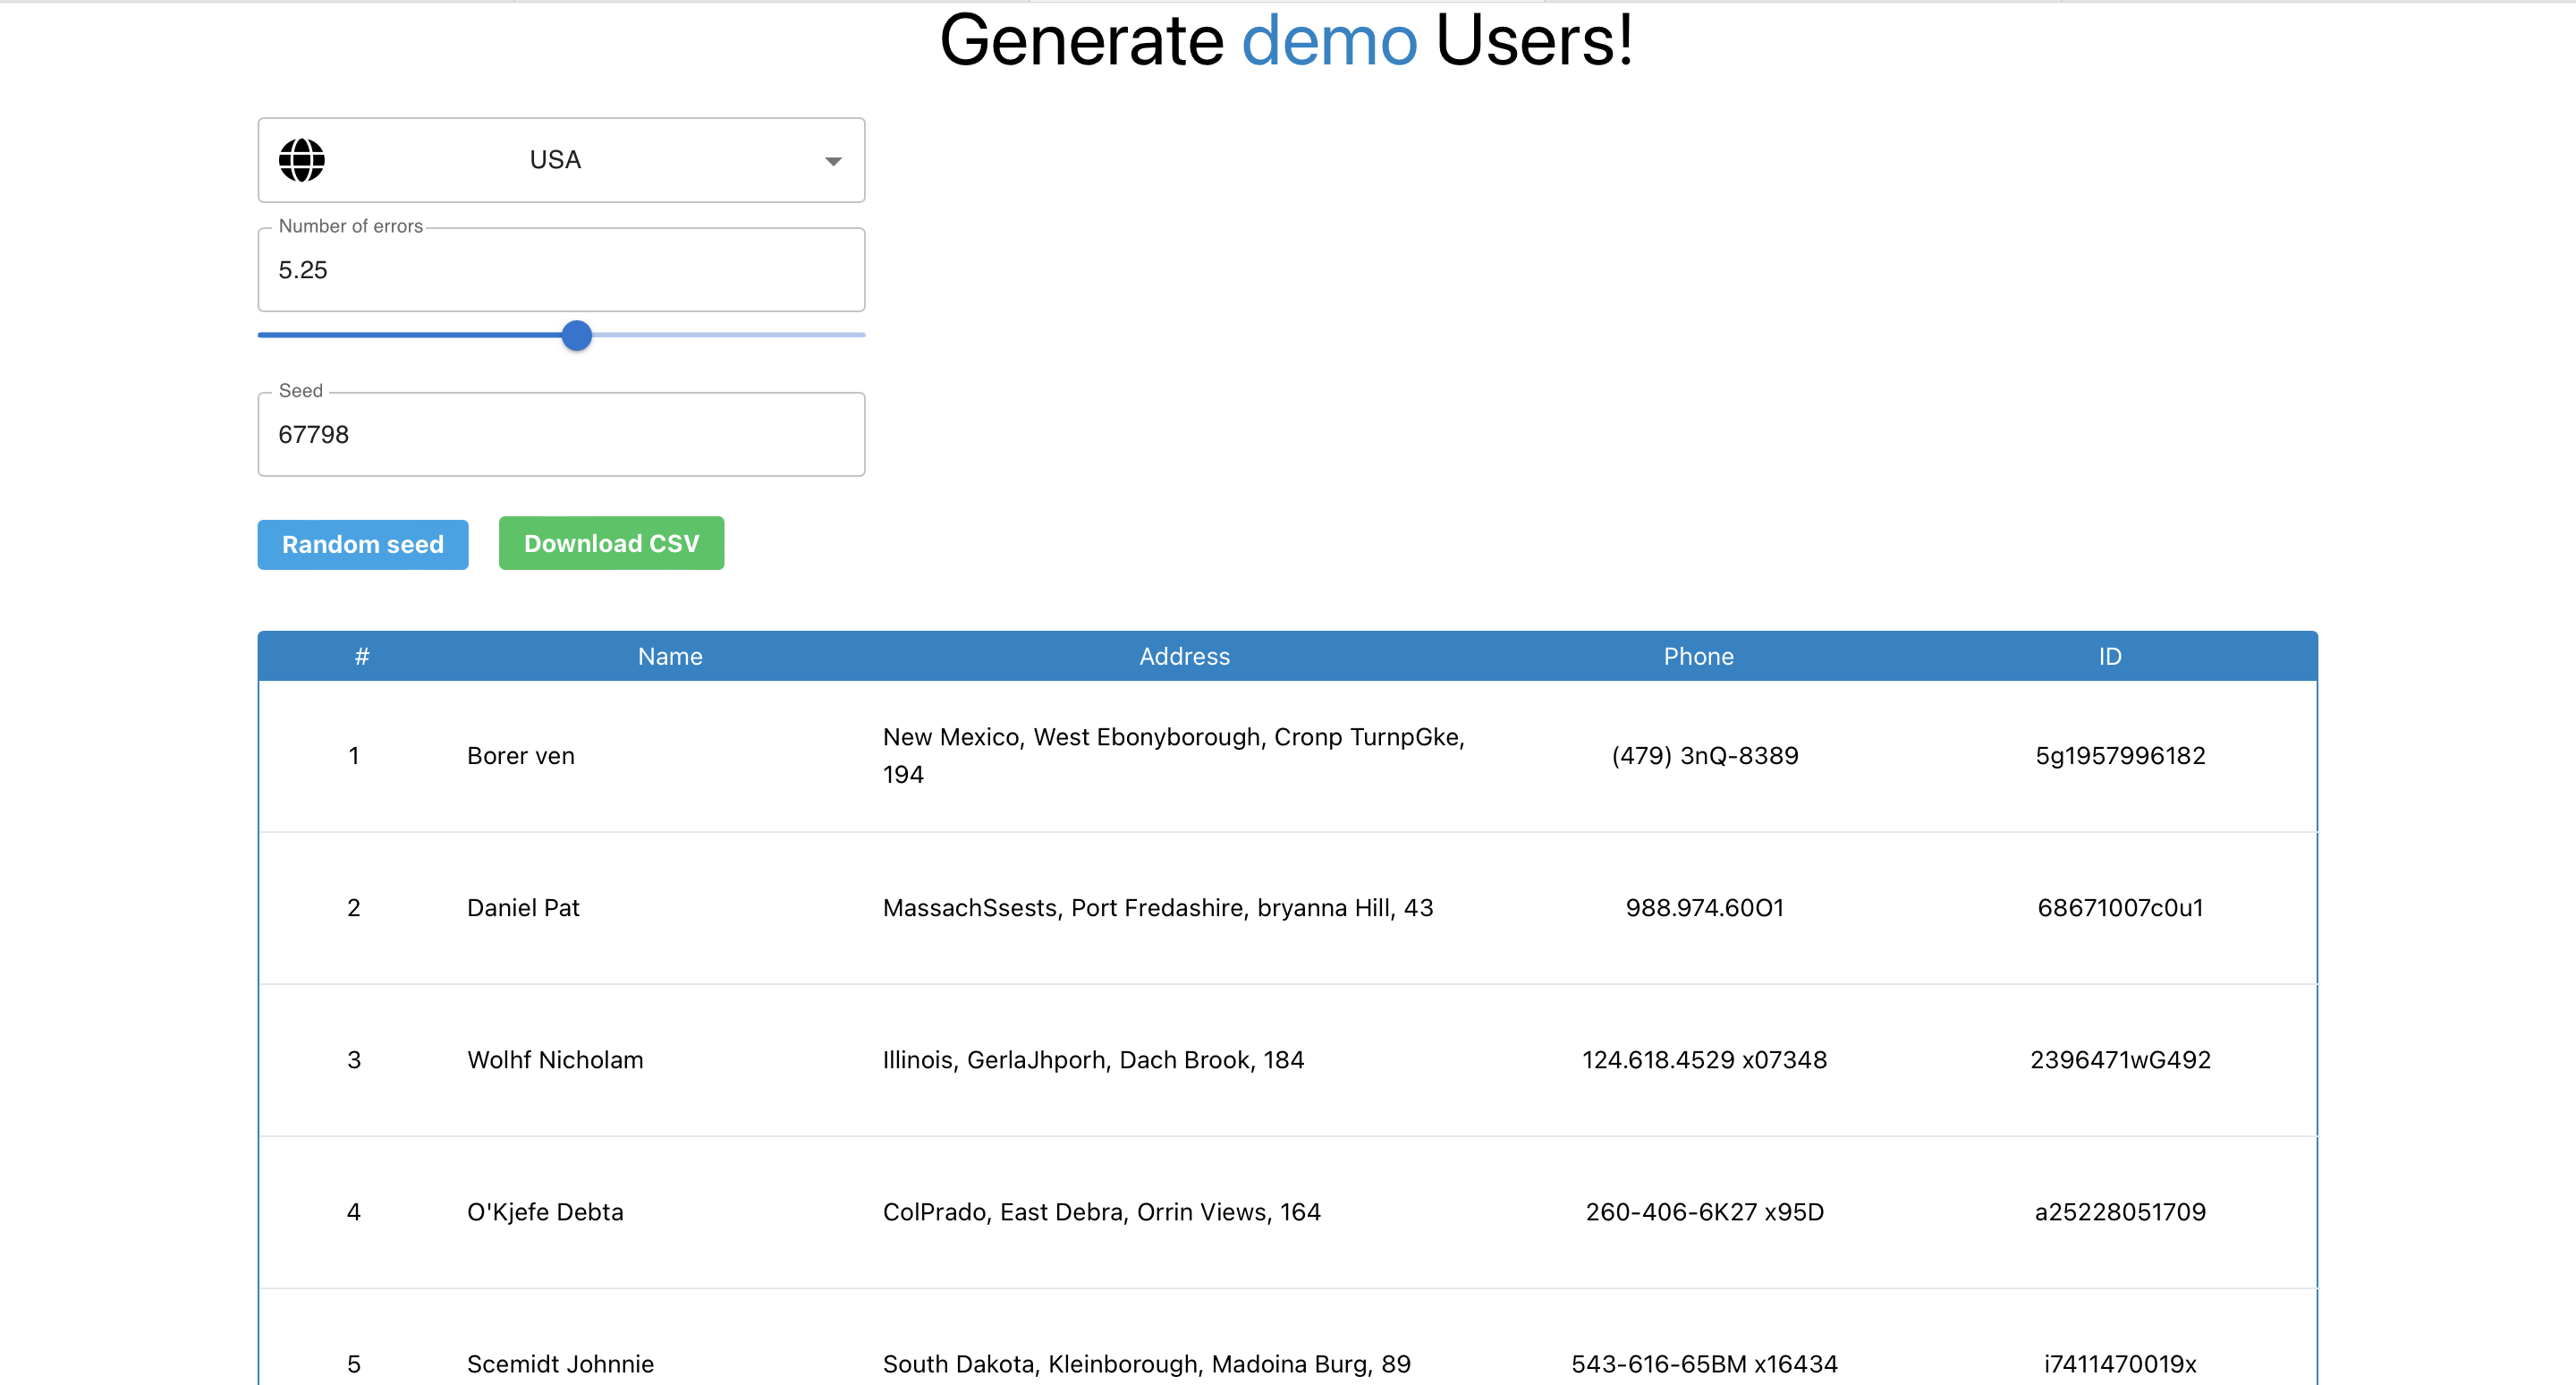 Generate demo Users!
USA
Number of errors
5.25
Seed
67798
Random seed Download CSV
# Name Address Phone ID
1 Borer ven New Mexico, West Ebonyborough, Cronp TurnpGke, 194 (479) 3nQ-8389 5g1957996182
2 Daniel Pat MassachSsests, Port Fredashire, bryanna Hill, 43 988.974.60O1 68671007c0u1
3 Wolhf Nicholam Illinois, GerlaJhporh, Dach Brook, 184 124.618.4529 x07348 2396471wG492
4 O'Kjefe Debta ColPrado, East Debra, Orrin Views, 164 260-406-6K27 x95D a25228051709
5 Scemidt Johnnie South Dakota, Kleinborough, Madoina Burg, 89 543-616-65BM x16434 i7411470019x